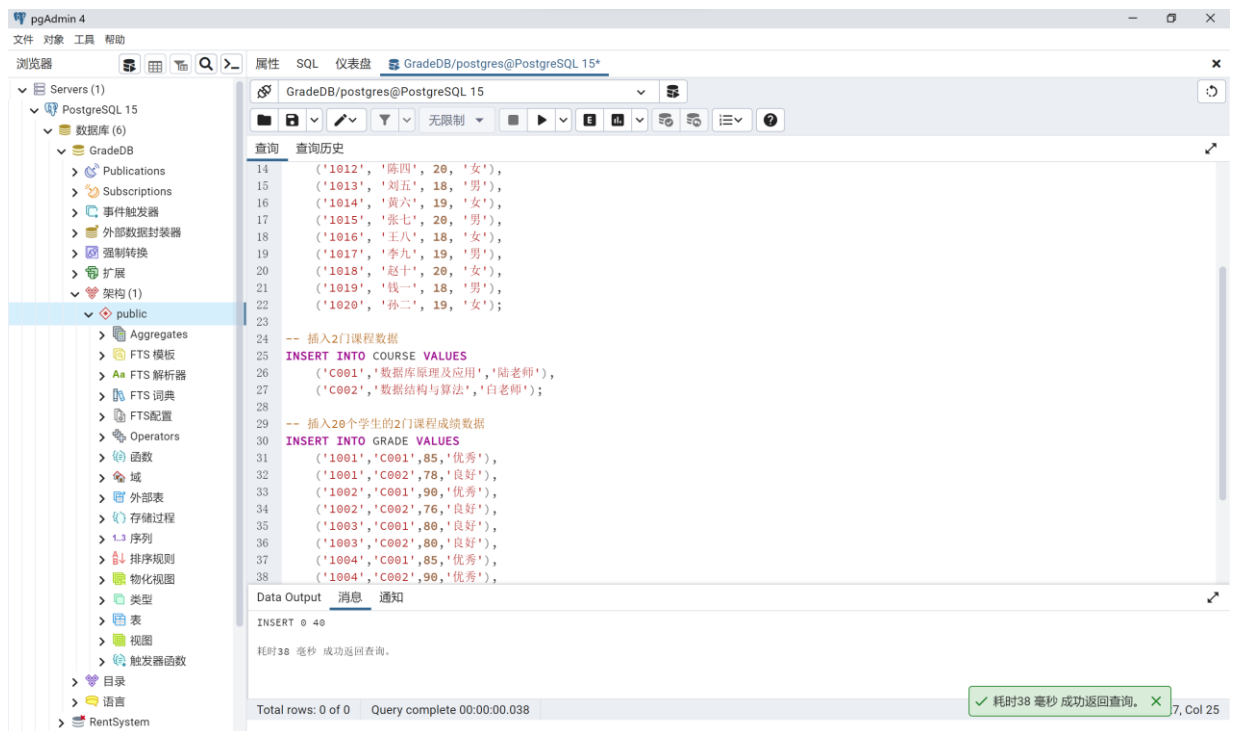 pgAdmin 4
文件 对象 工具 帮助
浏览器
属性 SQL 仪表盘 GradeDB/postgres@PostgreSQL 15*
Servers (1)
PostgreSQL 15
数据库 (6)
GradeDB
Publications
Subscriptions
事件触发器
外部数据封装器
强制转换
扩展
架构 (1)
public
Aggregates
FTS 模板
Aa FTS 解析器
FTS 词典
FTS配置
Operators
函数
域
外部表
存储过程
1..3 序列
排序规则
物化视图
类型
表
视图
触发器函数
目录
语言
RentSystem
GradeDB/postgres@PostgreSQL 15
无限制
查询 查询历史
14 ('1012', '陈四', 20, '女'),
15 ('1013', '刘五', 18, '男'),
16 ('1014', '黄六', 19, '女'),
17 ('1015', '张七', 20, '男'),
18 ('1016', '王八', 18, '女'),
19 ('1017', '李九', 19, '男'),
20 ('1018', '赵十', 20, '女'),
21 ('1019', '钱一', 18, '男'),
22 ('1020', '孙二', 19, '女');
23
24 -- 插入2门课程数据
25 INSERT INTO COURSE VALUES
26 ('C001','数据库原理及应用','陆老师'),
27 ('C002','数据结构与算法','白老师');
28
29 -- 插入20个学生的2门课程成绩数据
30 INSERT INTO GRADE VALUES
31 ('1001','C001',85,'优秀'),
32 ('1001','C002',78,'良好'),
33 ('1002','C001',90,'优秀'),
34 ('1002','C002',76,'良好'),
35 ('1003','C001',80,'良好'),
36 ('1003','C002',80,'良好'),
37 ('1004','C001',85,'优秀'),
38 ('1004','C002',90,'优秀'),
Data Output 消息 通知
INSERT 0 40
耗时38 毫秒 成功返回查询。
Total rows: 0 of 0 Query complete 00:00:00.038
耗时38 毫秒 成功返回查询。
7, Col 25